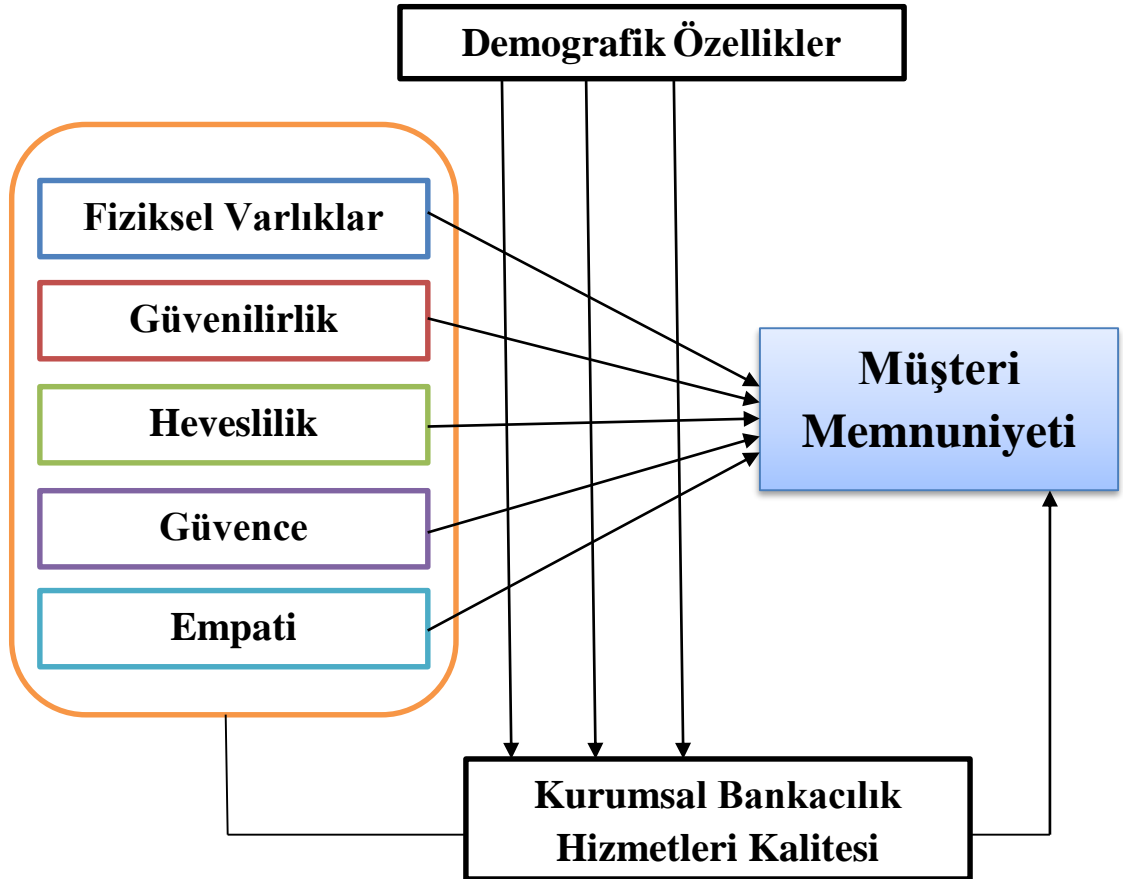 Demografik Özellikler
Fiziksel Varlıklar
Güvenilirlik
Heveslilik
Güvence
Empati
Müşteri
Memnuniyeti
Kurumsal Bankacılık
Hizmetleri Kalitesi